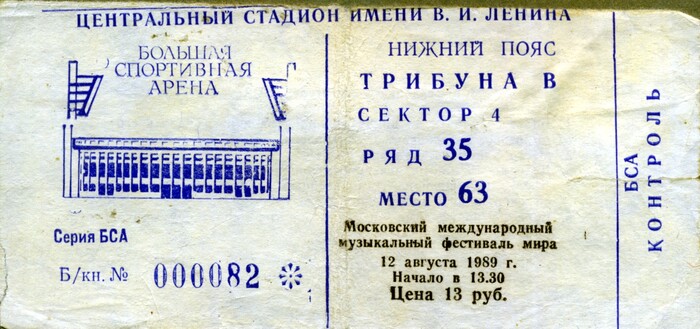 ЦЕНТРАЛЬНЫЙ СТАДИОН ИМЕНИ В. И. ЛЕНИНА
БОЛЬШАЯ
СПОРТИВНАЯ
АРЕНА
Серия БСА
Б/кн. № 000082
НИЖНИЙ ПОЯС
ТРИБУНА В
СЕКТОР 4
РЯД 35
МЕСТО 63
Московский международный
музыкальный фестиваль мира
12 августа 1989 г.
Начало в 13.30
Цена 13 руб.
БСА
КОНТРОЛЬ